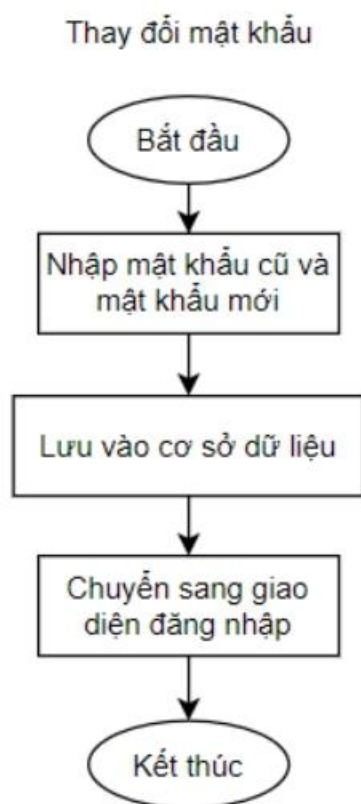 Thay đổi mật khẩu
Bắt đầu
Nhập mật khẩu cũ và
mật khẩu mới
Lưu vào cơ sở dữ liệu
Chuyển sang giao
diện đăng nhập
Kết thúc